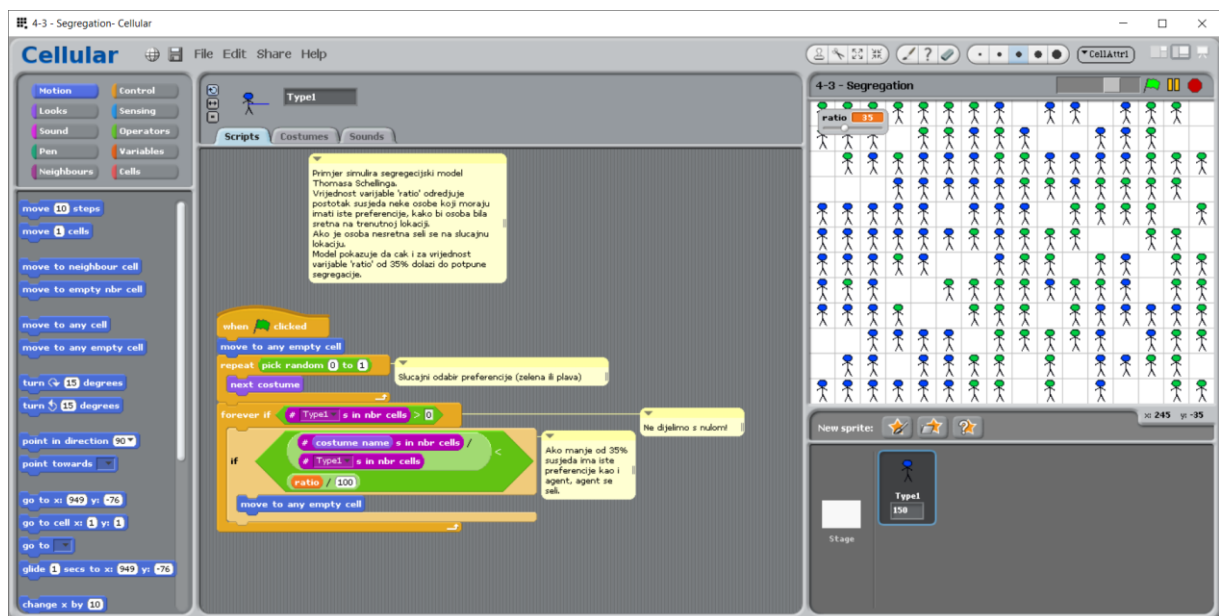 4-3 - Segregation- Cellular
Cellular
File Edit Share Help
CellAttr1
Motion
Control
Looks
Sensing
Sound
Operators
Pen
Variables
Neighbours
Cells
move 10 steps
move 1 cells
move to neighbour cell
move to empty nbr cell
move to any cell
move to any empty cell
turn 15 degrees
turn 15 degrees
point in direction 90
point towards
go to x: 949 y: -76
go to cell x: 1 y: 1
go to
glide 1 secs to x: 949 y: -76
change x by 10
Type1
Scripts
Costumes
Sounds
Primjer simulira segregecijski model
Thomasa Schellinga.
Vrijednost varijable 'ratio' odredjuje
postotak susjeda neke osobe koji moraju
imati iste preferencije, kako bi osoba bila
sretna na trenutnoj lokaciji.
Ako je osoba nesretna seli se na slucajnu
lokaciju.
Model pokazuje da cak i za vrijednost
varijable 'ratio' od 35% dolazi do potpune
segregacije.
when clicked
move to any empty cell
repeat pick random 0 to 1
next costume
Slucajni odabir preferencije (zelena ili plava)
forever if # Type1 s in nbr cells > 0
Ne dijelimo s nulom!
if
# costume name s in nbr cells /
# Type1 s in nbr cells
<
ratio / 100
move to any empty cell
Ako manje od 35%
susjeda ima iste
preferencije kao i
agent, agent se
seli.
4-3 - Segregation
ratio 35
x: 245 y: -35
New sprite:
Type1
150
Stage